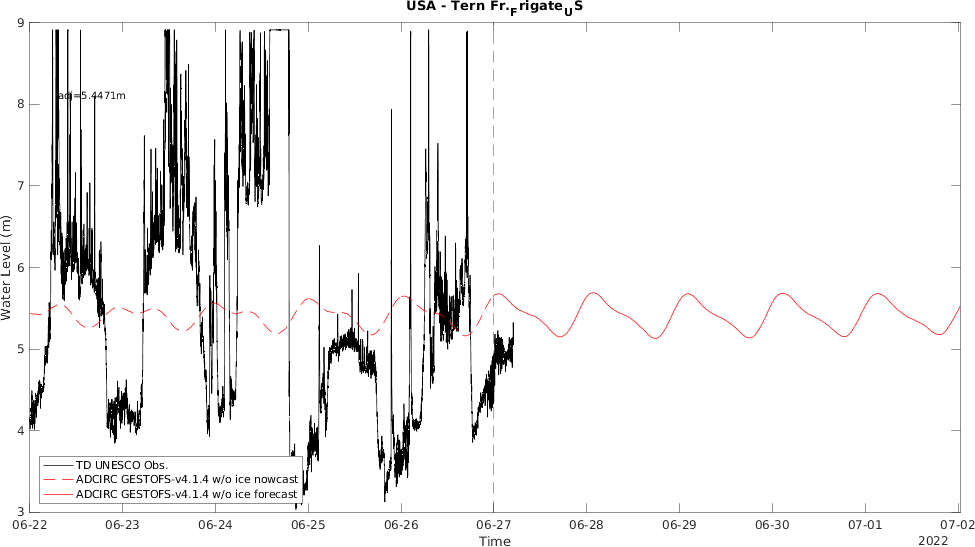 USA - Tern Fr.FrigateUS
9
8
7
6
5
4
3
Water Level (m)
adj=5.4471m
TD UNESCO Obs.
ADCIRC GESTOFS-v4.1.4 w/o ice nowcast
ADCIRC GESTOFS-v4.1.4 w/o ice forecast
06-22 06-23 06-24 06-25 06-26 06-27 06-28 06-29 06-30 07-01 07-02
Time
2022